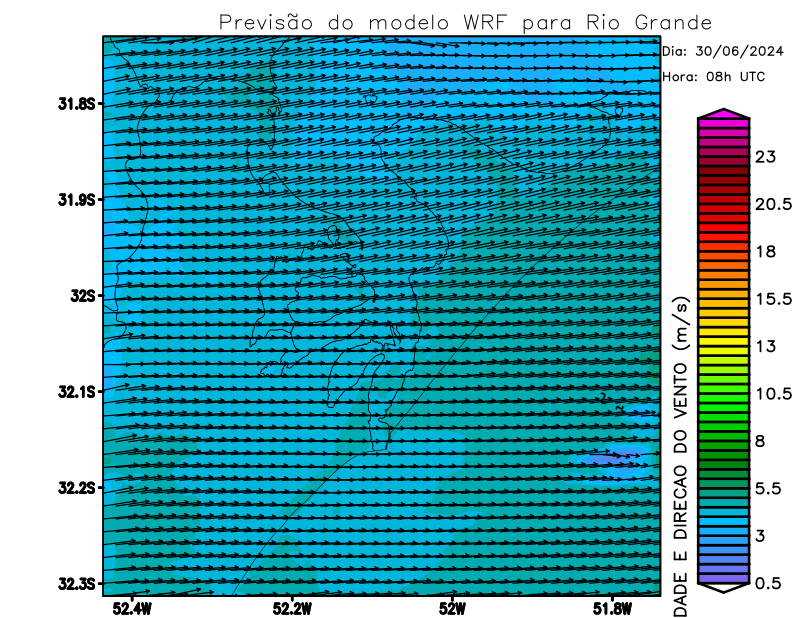 Previsão do modelo WRF para Rio Grande
Dia: 30/06/2024
Hora: 08h UTC
31.8S
31.9S
32S
32.1S
32.2S
32.3S
52.4W
52.2W
52W
51.8W
DADE E DIRECAO DO VENTO (m/s)
23
20.5
18
15.5
13
10.5
8
5.5
3
0.5